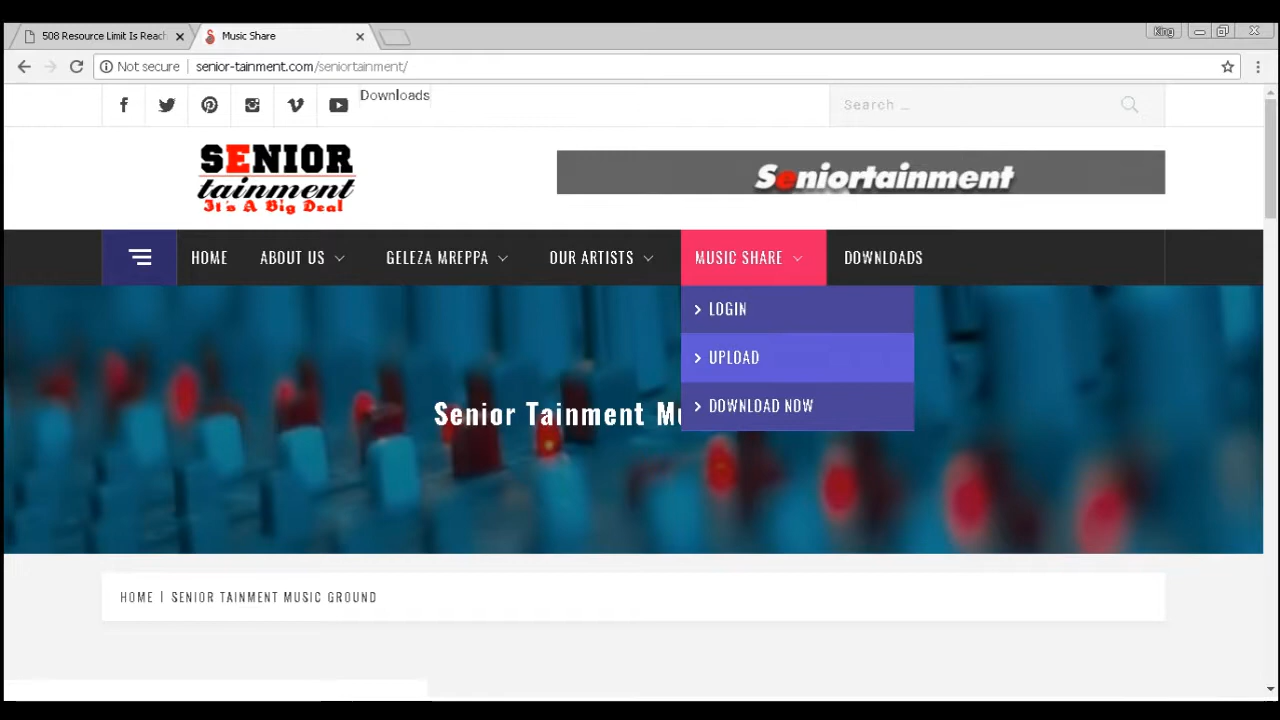 508 Resource Limit Is Reach
Music Share
King
Not secure
senior-tainment.com/seniortainment/
Downloads
Search …
SENIOR
tainment
It's A Big Deal
Seniortainment
HOME
ABOUT US
GELEZA MREPPA
OUR ARTISTS
MUSIC SHARE
DOWNLOADS
LOGIN
UPLOAD
DOWNLOAD NOW
Senior Tainment Mu
HOME | SENIOR TAINMENT MUSIC GROUND